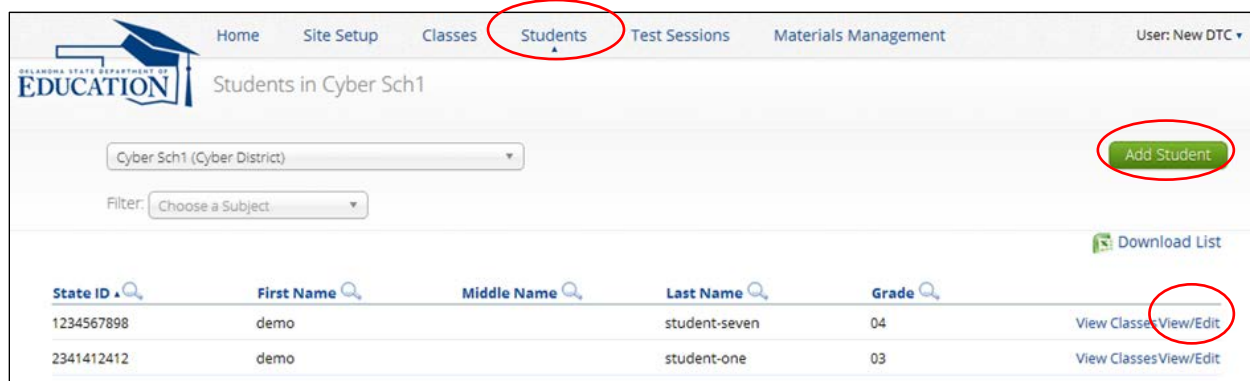 Home Site Setup Classes Students Test Sessions Materials Management User: New DTC
OKLAHOMA STATE DEPARTMENT OF
EDUCATION
Students in Cyber Sch1
Cyber Sch1 (Cyber District)
Add Student
Filter: Choose a Subject
Download List
State ID First Name Middle Name Last Name Grade
1234567898 demo student-seven 04 View Classes View/Edit
2341412412 demo student-one 03 View Classes View/Edit